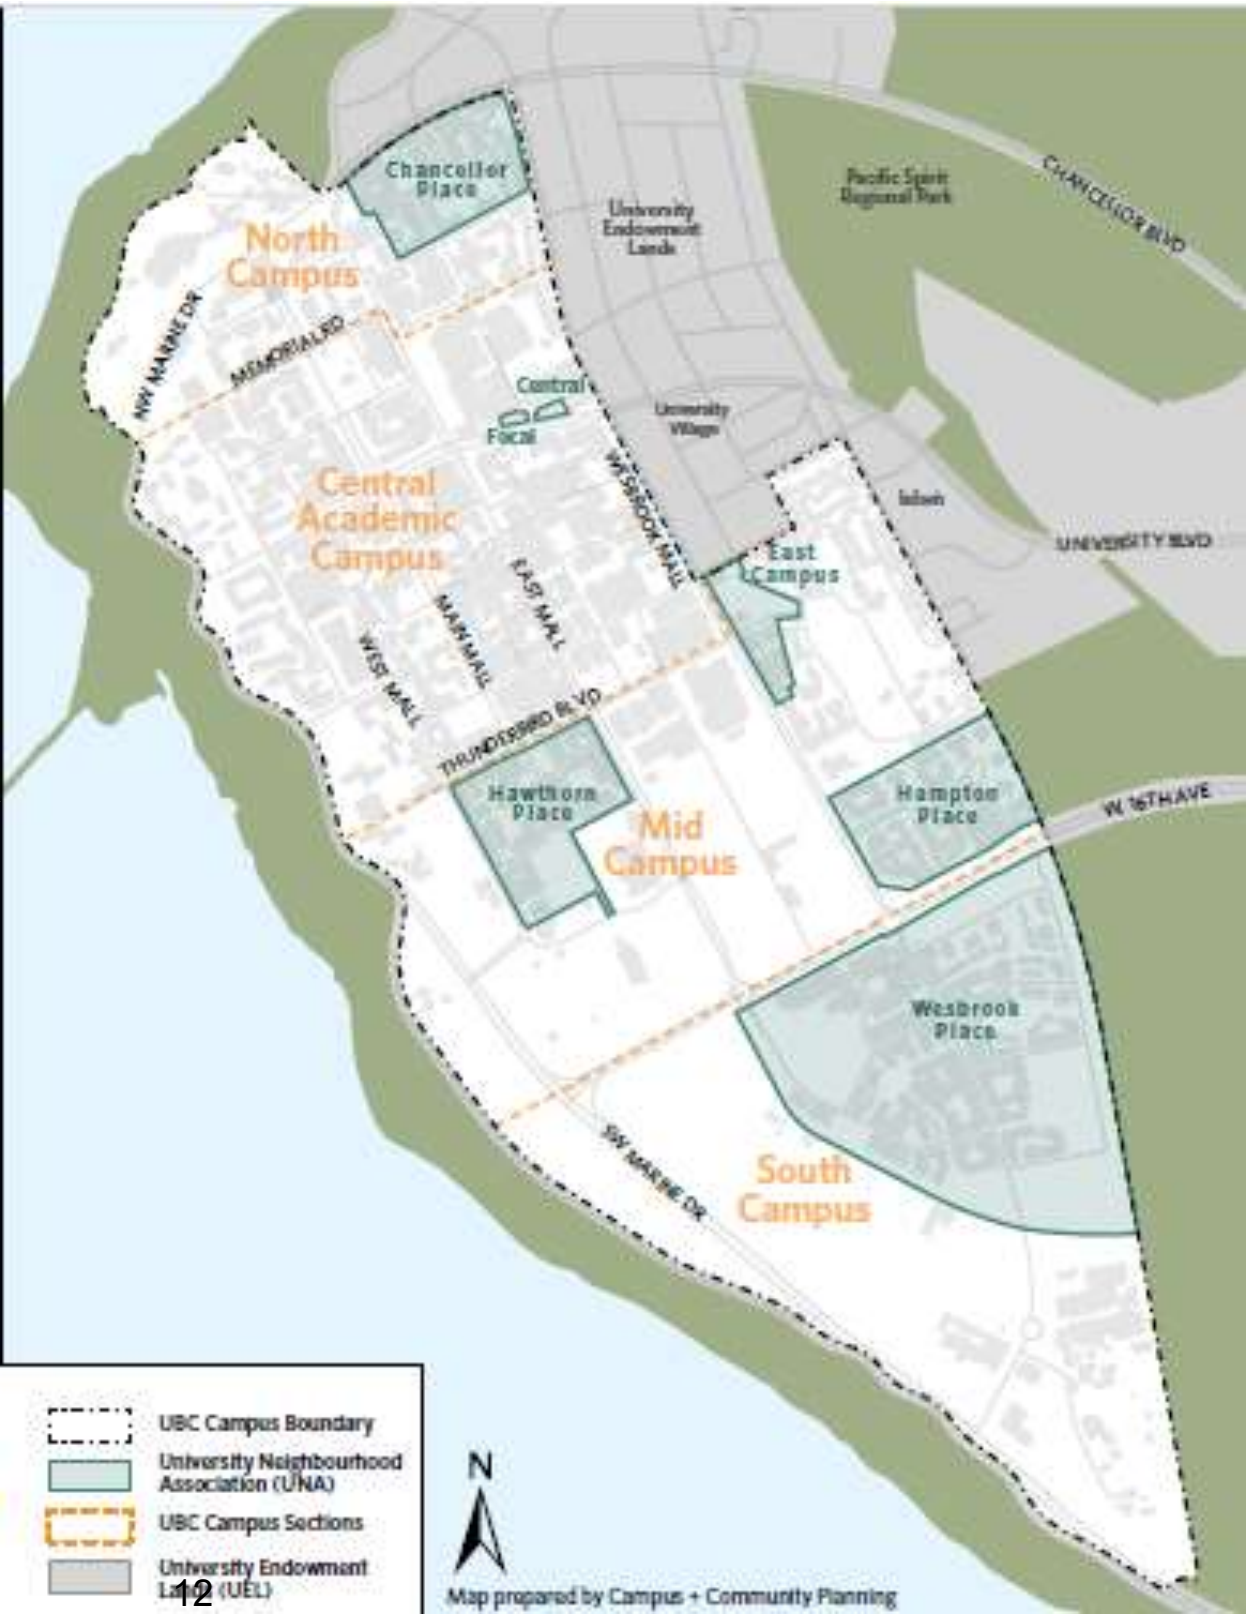 Chancellor
Place
North
Campus
University
Endowment
Lands
Pacific Spirit
Regional Park
CHANCELLOR BLVD
NW MARINE DR
MEMORIAL RD
Central
Focal
University
Village
WESBROOK MALL
Central
Academic
Campus
UNIVERSITY BLVD
East
Campus
EAST MALL
MAIN MALL
WEST MALL
THUNDERBIRD BLVD
Hawthorn
Place
Mid
Campus
Hampton
Place
W 16TH AVE
Wesbrook
Place
SW MARINE DR
South
Campus
UBC Campus Boundary
University Neighbourhood
Association (UNA)
UBC Campus Sections
University Endowment
Lands (UEL)
12
N
Map prepared by Campus + Community Planning